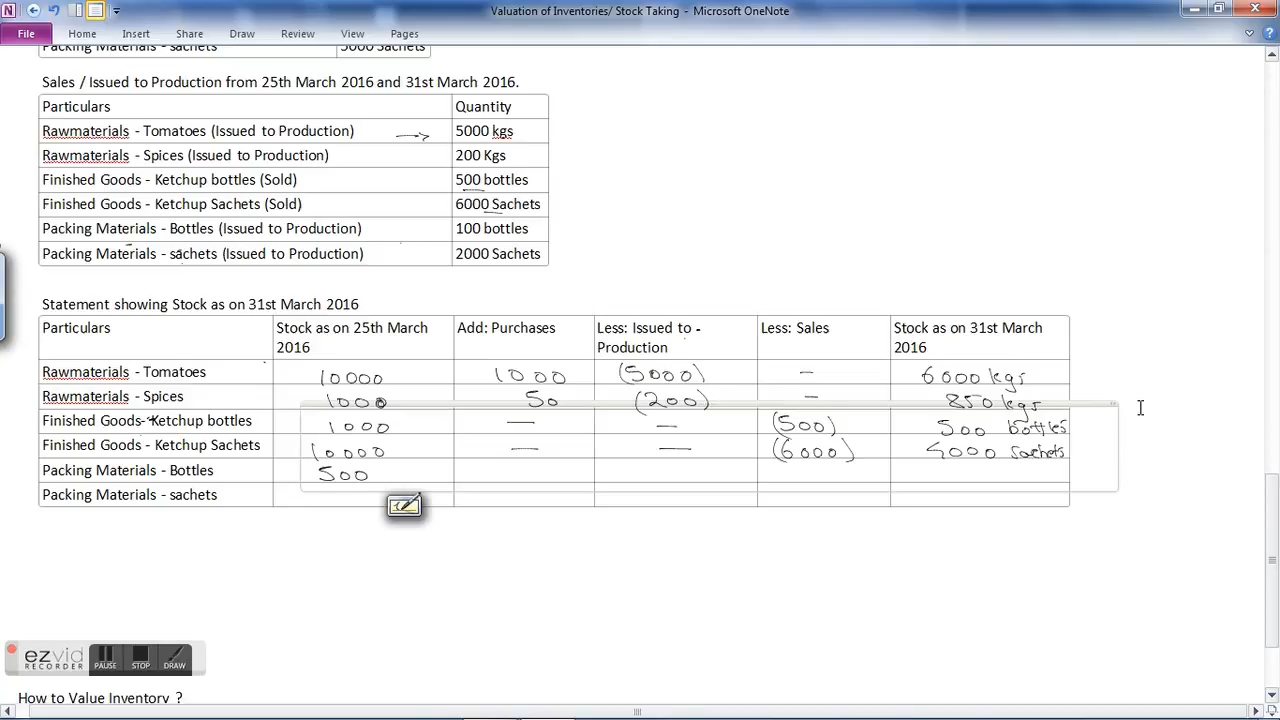 Valuation of Inventories/ Stock Taking - Microsoft OneNote
File Home Insert Share Draw Review View Pages
Packing Materials - sachets 5000 Sachets
Sales / Issued to Production from 25th March 2016 and 31st March 2016.
Particulars Quantity
Rawmaterials - Tomatoes (Issued to Production) 5000 kgs
Rawmaterials - Spices (Issued to Production) 200 Kgs
Finished Goods - Ketchup bottles (Sold) 500 bottles
Finished Goods - Ketchup Sachets (Sold) 6000 Sachets
Packing Materials - Bottles (Issued to Production) 100 bottles
Packing Materials - sachets (Issued to Production) 2000 Sachets
Statement showing Stock as on 31st March 2016
Particulars Stock as on 25th March 2016 Add: Purchases Less: Issued to - Production Less: Sales Stock as on 31st March 2016
Rawmaterials - Tomatoes 10000 1000 (5000) - 6000 kgs
Rawmaterials - Spices 1000 50 (200) - 850 kgs
Finished Goods- Ketchup bottles 1000 - - (500) 500 bottles
Finished Goods - Ketchup Sachets 10000 - - (6000) 4000 sachets
Packing Materials - Bottles 500
Packing Materials - sachets
ezvid
RECORDER
PAUSE STOP DRAW
How to Value Inventory ?